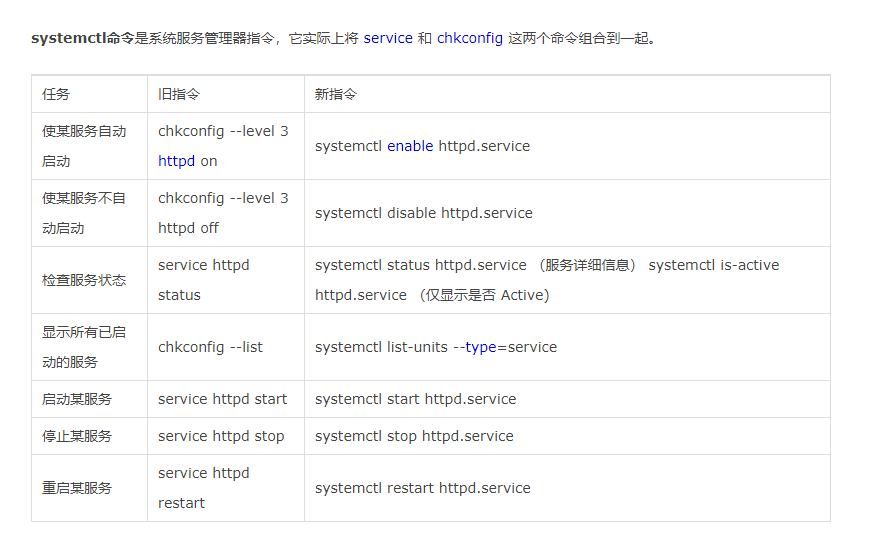 systemctl命令是系统服务管理器指令，它实际上将 service 和 chkconfig 这两个命令组合到一起。
任务 旧指令 新指令
使某服务自动
启动
chkconfig --level 3
httpd on
systemctl enable httpd.service
使某服务不自
动启动
chkconfig --level 3
httpd off
systemctl disable httpd.service
检查服务状态
service httpd
status
systemctl status httpd.service （服务详细信息） systemctl is-active
httpd.service （仅显示是否 Active)
显示所有已启
动的服务
chkconfig --list
systemctl list-units --type=service
启动某服务 service httpd start systemctl start httpd.service
停止某服务 service httpd stop systemctl stop httpd.service
重启某服务
service httpd
restart
systemctl restart httpd.service